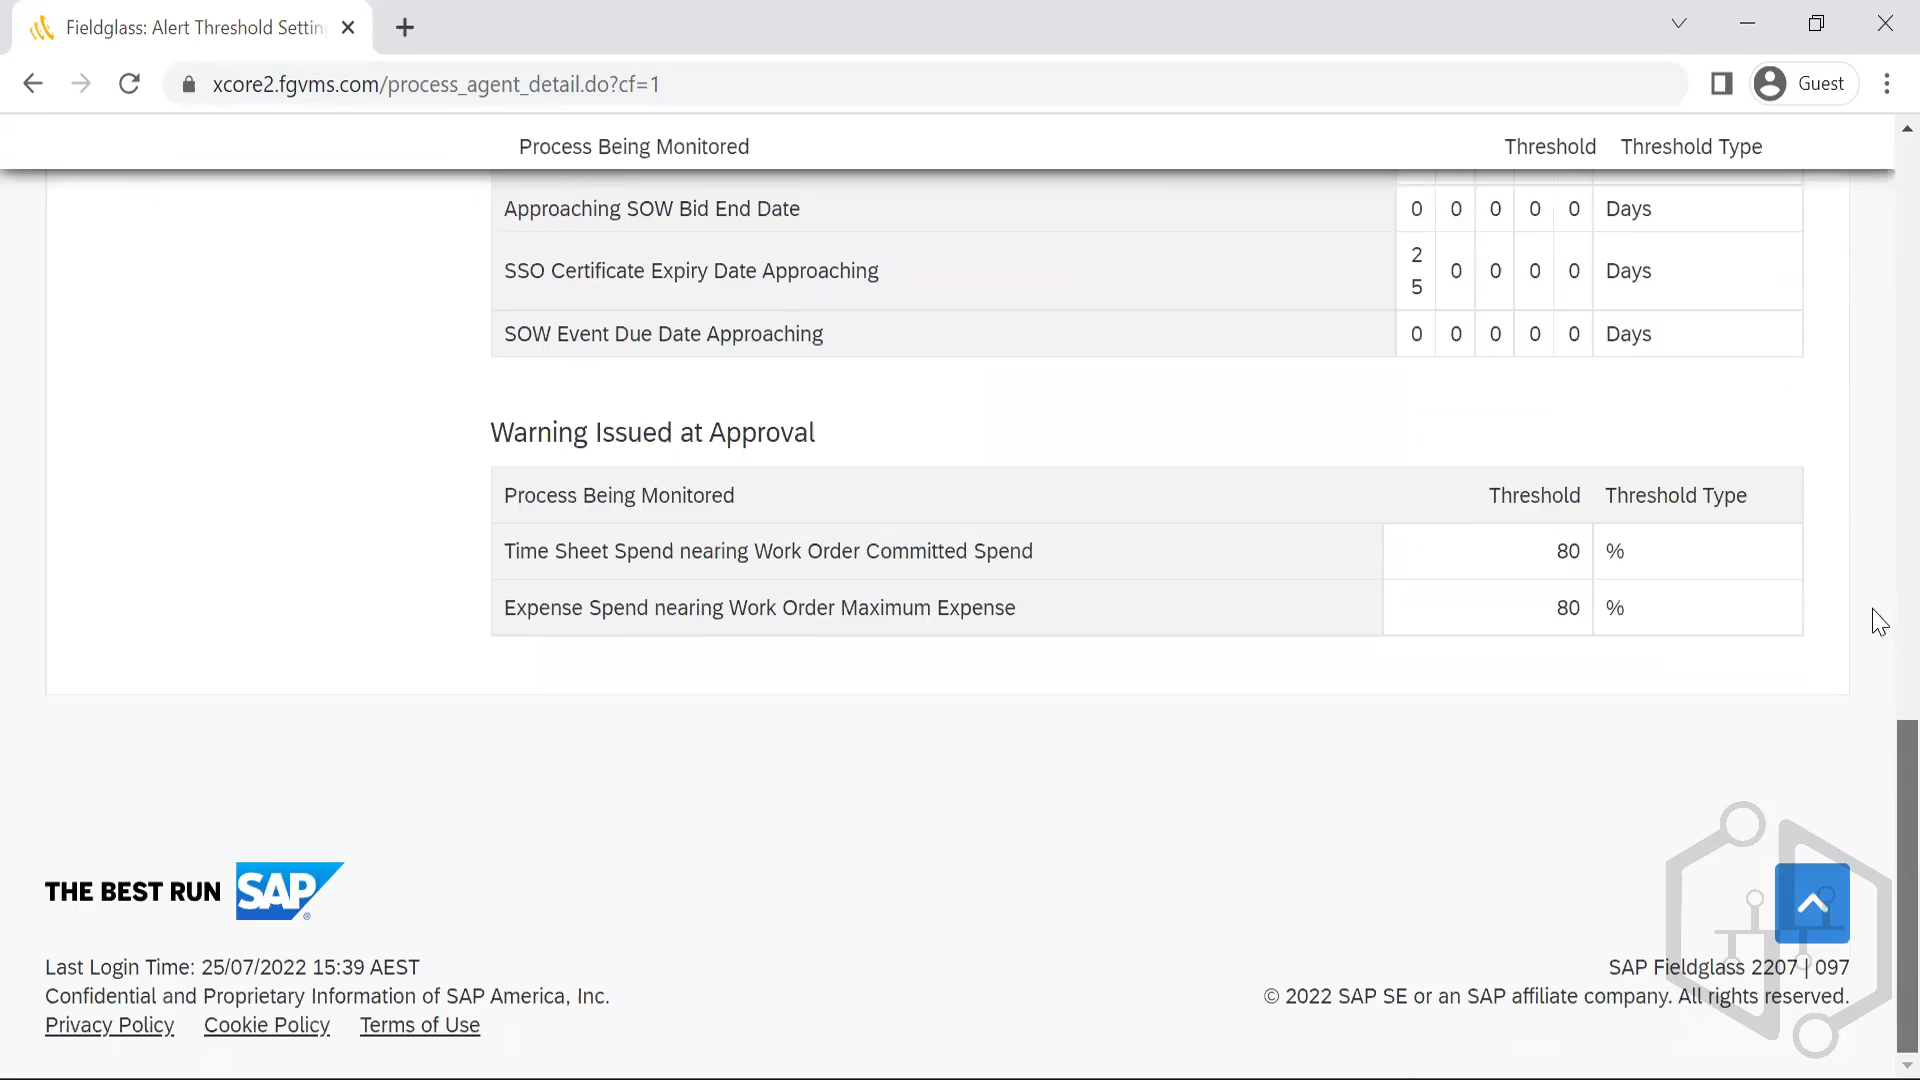 Fieldglass: Alert Threshold Settin
xcore2.fgvms.com/process_agent_detail.do?cf=1
Guest
Process Being Monitored Threshold Threshold Type
Approaching SOW Bid End Date 0 0 0 0 0 Days
SSO Certificate Expiry Date Approaching 25 0 0 0 0 Days
SOW Event Due Date Approaching 0 0 0 0 0 Days
Warning Issued at Approval
Process Being Monitored Threshold Threshold Type
Time Sheet Spend nearing Work Order Committed Spend 80 %
Expense Spend nearing Work Order Maximum Expense 80 %
THE BEST RUN SAP ®
Last Login Time: 25/07/2022 15:39 AEST
SAP Fieldglass 2207 | 097
Confidential and Proprietary Information of SAP America, Inc.
© 2022 SAP SE or an SAP affiliate company. All rights reserved.
Privacy Policy Cookie Policy Terms of Use